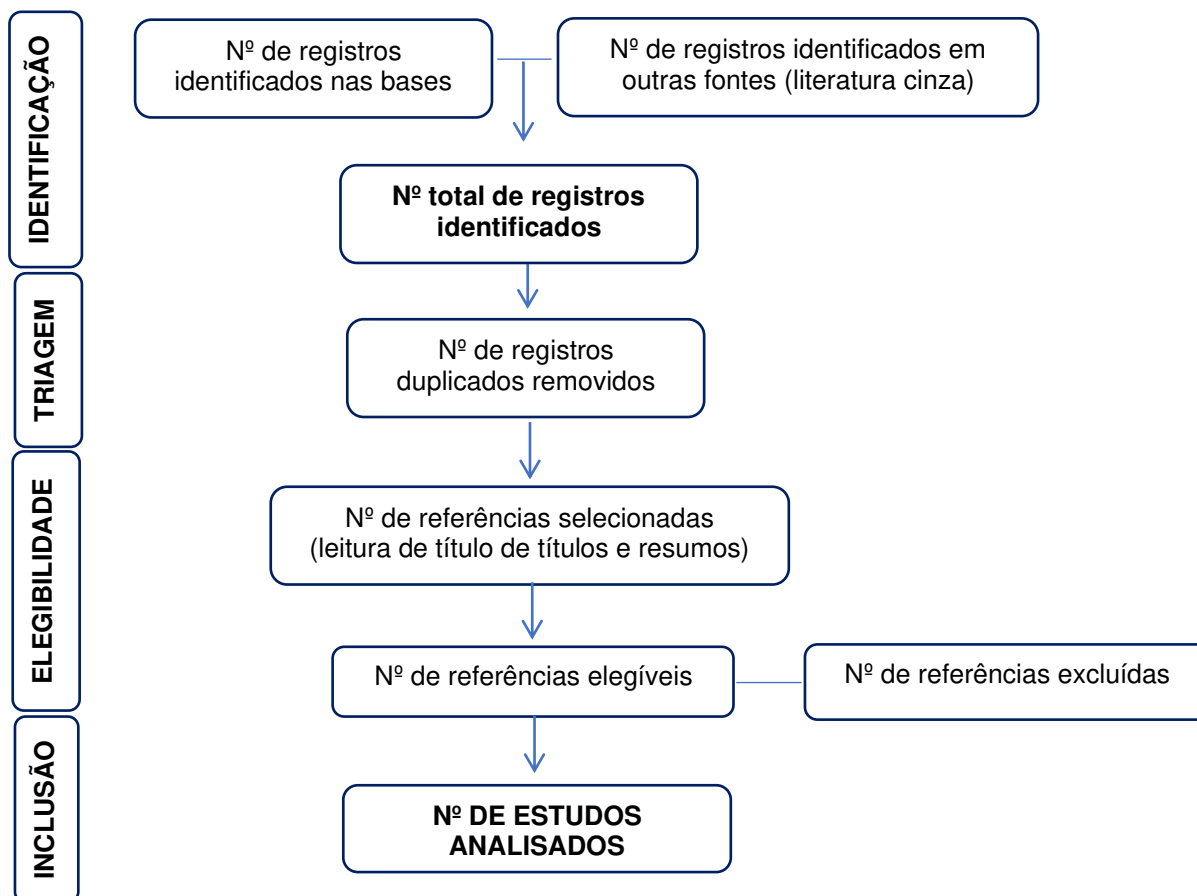 IDENTIFICAÇÃO
Nº de registros
identificados nas bases
Nº de registros identificados em
outras fontes (literatura cinza)
Nº total de registros
identificados
TRIAGEM
Nº de registros
duplicados removidos
ELEGIBILIDADE
Nº de referências selecionadas
(leitura de título de títulos e resumos)
Nº de referências elegíveis
Nº de referências excluídas
INCLUSÃO
Nº DE ESTUDOS
ANALISADOS